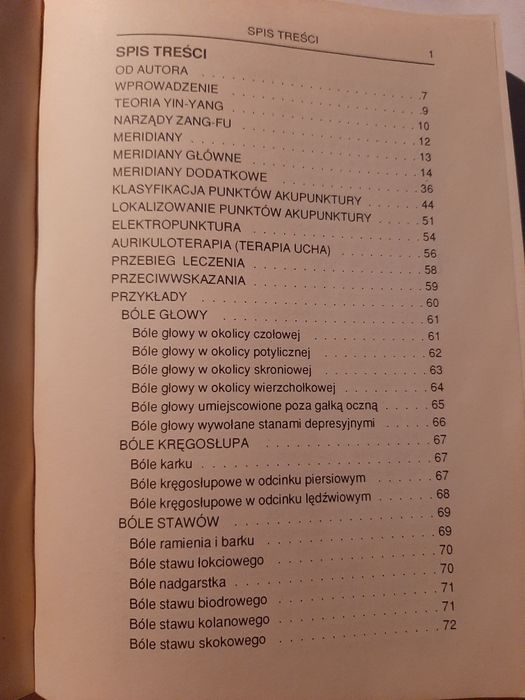 SPIS TREŚCI
SPIS TREŚCI 1
OD AUTORA . . . . . . . . . . . . . . . . . . 7
WPROWADZENIE . . . . . . . . . . . . . . . . 9
TEORIA YIN-YANG . . . . . . . . . . . . . . . 10
NARZĄDY ZANG-FU . . . . . . . . . . . . . . 12
MERIDIANY . . . . . . . . . . . . . . . . . . 13
MERIDIANY GŁÓWNE . . . . . . . . . . . . . 14
MERIDIANY DODATKOWE . . . . . . . . . . . 36
KLASYFIKACJA PUNKTÓW AKUPUNKTURY . . . . . 44
LOKALIZOWANIE PUNKTÓW AKUPUNKTURY . . . . 51
ELEKTROPUNKTURA . . . . . . . . . . . . . . 54
AURIKULOTERAPIA (TERAPIA UCHA) . . . . . . . 56
PRZEBIEG LECZENIA . . . . . . . . . . . . . 58
PRZECIWWSKAZANIA . . . . . . . . . . . . . 59
PRZYKŁADY . . . . . . . . . . . . . . . . . 60
BÓLE GŁOWY . . . . . . . . . . . . . . . . 61
Bóle głowy w okolicy czołowej . . . . . . . . 61
Bóle głowy w okolicy potylicznej . . . . . . . 62
Bóle głowy w okolicy skroniowej . . . . . . . 63
Bóle głowy w okolicy wierzchołkowej . . . . . . 64
Bóle głowy umiejscowione poza gałką oczną . . . . . 65
Bóle głowy wywołane stanami depresyjnymi . . . . . 66
BÓLE KRĘGOSŁUPA . . . . . . . . . . . . . 67
Bóle karku . . . . . . . . . . . . . . . . . 67
Bóle kręgosłupowe w odcinku piersiowym . . . . . . 67
Bóle kręgosłupowe w odcinku lędźwiowym . . . . . . 68
BÓLE STAWÓW . . . . . . . . . . . . . . . 69
Bóle ramienia i barku . . . . . . . . . . . . 69
Bóle stawu łokciowego . . . . . . . . . . . . 70
Bóle nadgarstka . . . . . . . . . . . . . . . 70
Bóle stawu biodrowego . . . . . . . . . . . . 71
Bóle stawu kolanowego . . . . . . . . . . . . 71
Bóle stawu skokowego . . . . . . . . . . . . 72